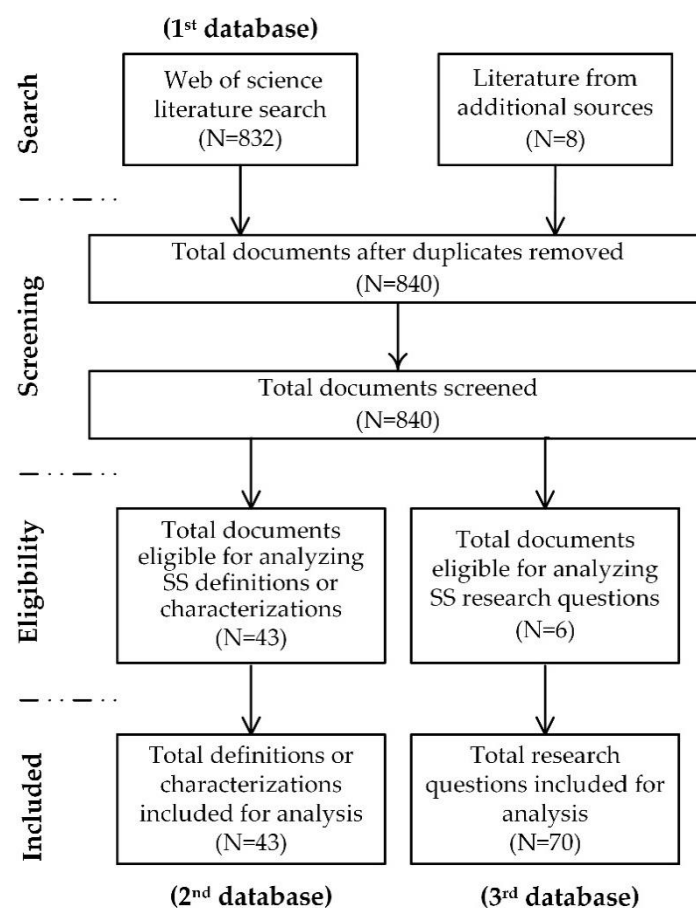 (1st database)
Search
Web of science
literature search
(N=832)
Literature from
additional sources
(N=8)
Screening
Total documents after duplicates removed
(N=840)
Total documents screened
(N=840)
Eligibility
Total documents
eligible for analyzing
SS definitions or
characterizations
(N=43)
Total documents
eligible for analyzing
SS research questions
(N=6)
Included
Total definitions or
characterizations
included for analysis
(N=43)
Total research
questions included for
analysis
(N=70)
(2nd database)
(3rd database)